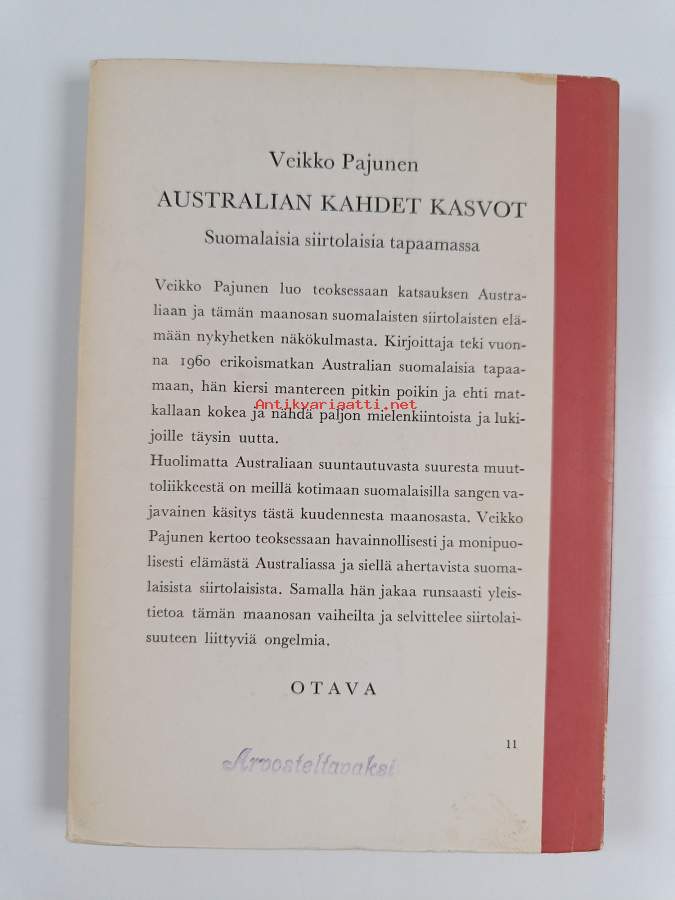 Veikko Pajunen
AUSTRALIAN KAHDET KASVOT
Suomalaisia siirtolaisia tapaamassa
Veikko Pajunen luo teoksessaan katsauksen Austra-
liaan ja tämän maanosan suomalaisten siirtolaisten elä-
mään nykyhetken näkökulmasta. Kirjoittaja teki vuon-
na 1960 erikoismatkan Australian suomalaisia tapaa-
maan, hän kiersi mantereen pitkin poikin ja ehti mat-
Antikvariaatti.net
kallaan kokea ja nähdä paljon mielenkiintoista ja luki-
joille täysin uutta.
Huolimatta Australiaan suuntautuvasta suuresta muut-
toliikkeestä on meillä kotimaan suomalaisilla sangen va-
javainen käsitys tästä kuudennesta maanosasta. Veikko
Pajunen kertoo teoksessaan havainnollisesti ja monipuo-
lisesti elämästä Australiassa ja siellä ahertavista suoma-
laisista siirtolaisista. Samalla hän jakaa runsaasti yleis-
tietoa tämän maanosan vaiheilta ja selvittelee siirtolai-
suuteen liittyviä ongelmia.
OTAVA
11
Arvosteltavaksi